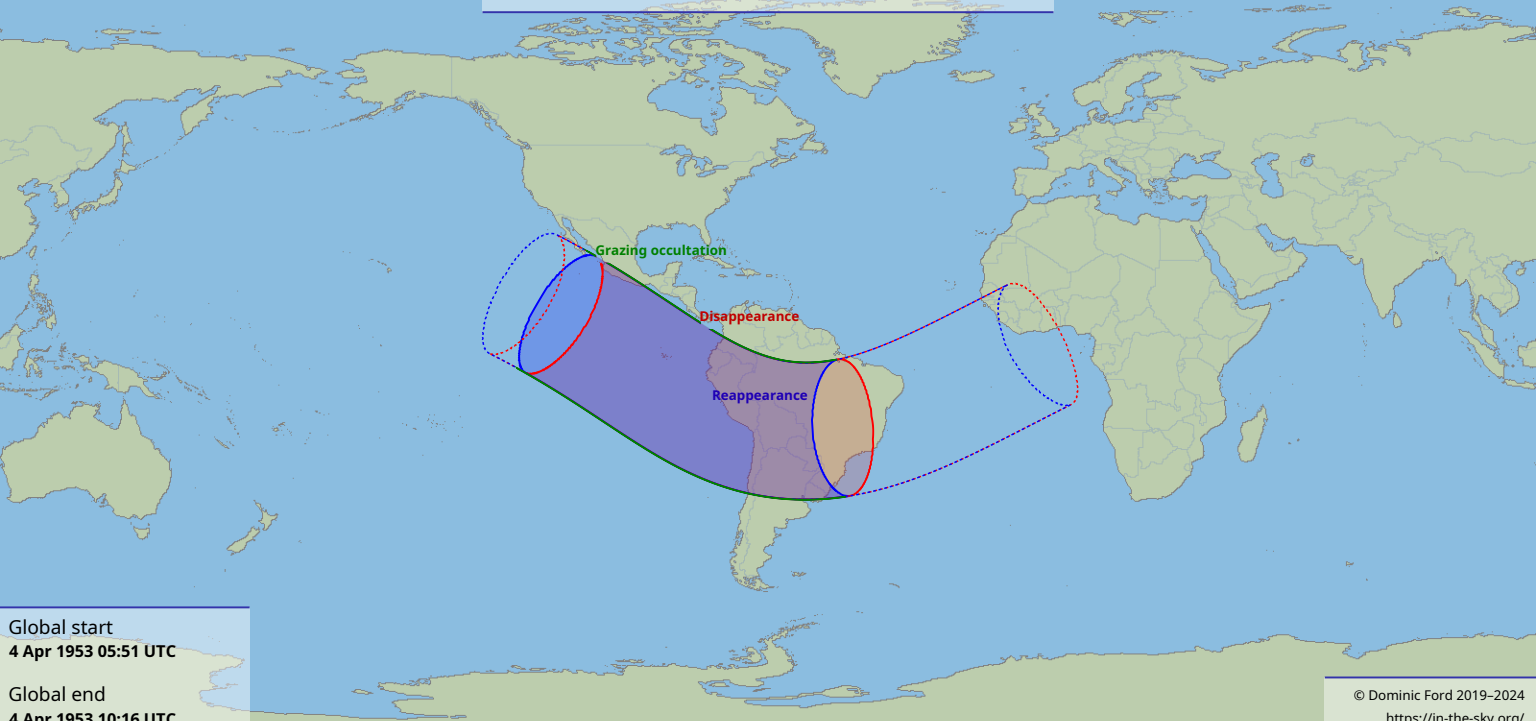 Grazing occultation
Disappearance
Reappearance
Global start
4 Apr 1953 05:51 UTC
Global end
4 Apr 1953 10:16 UTC
© Dominic Ford 2019–2024
https://in-the-sky.org/